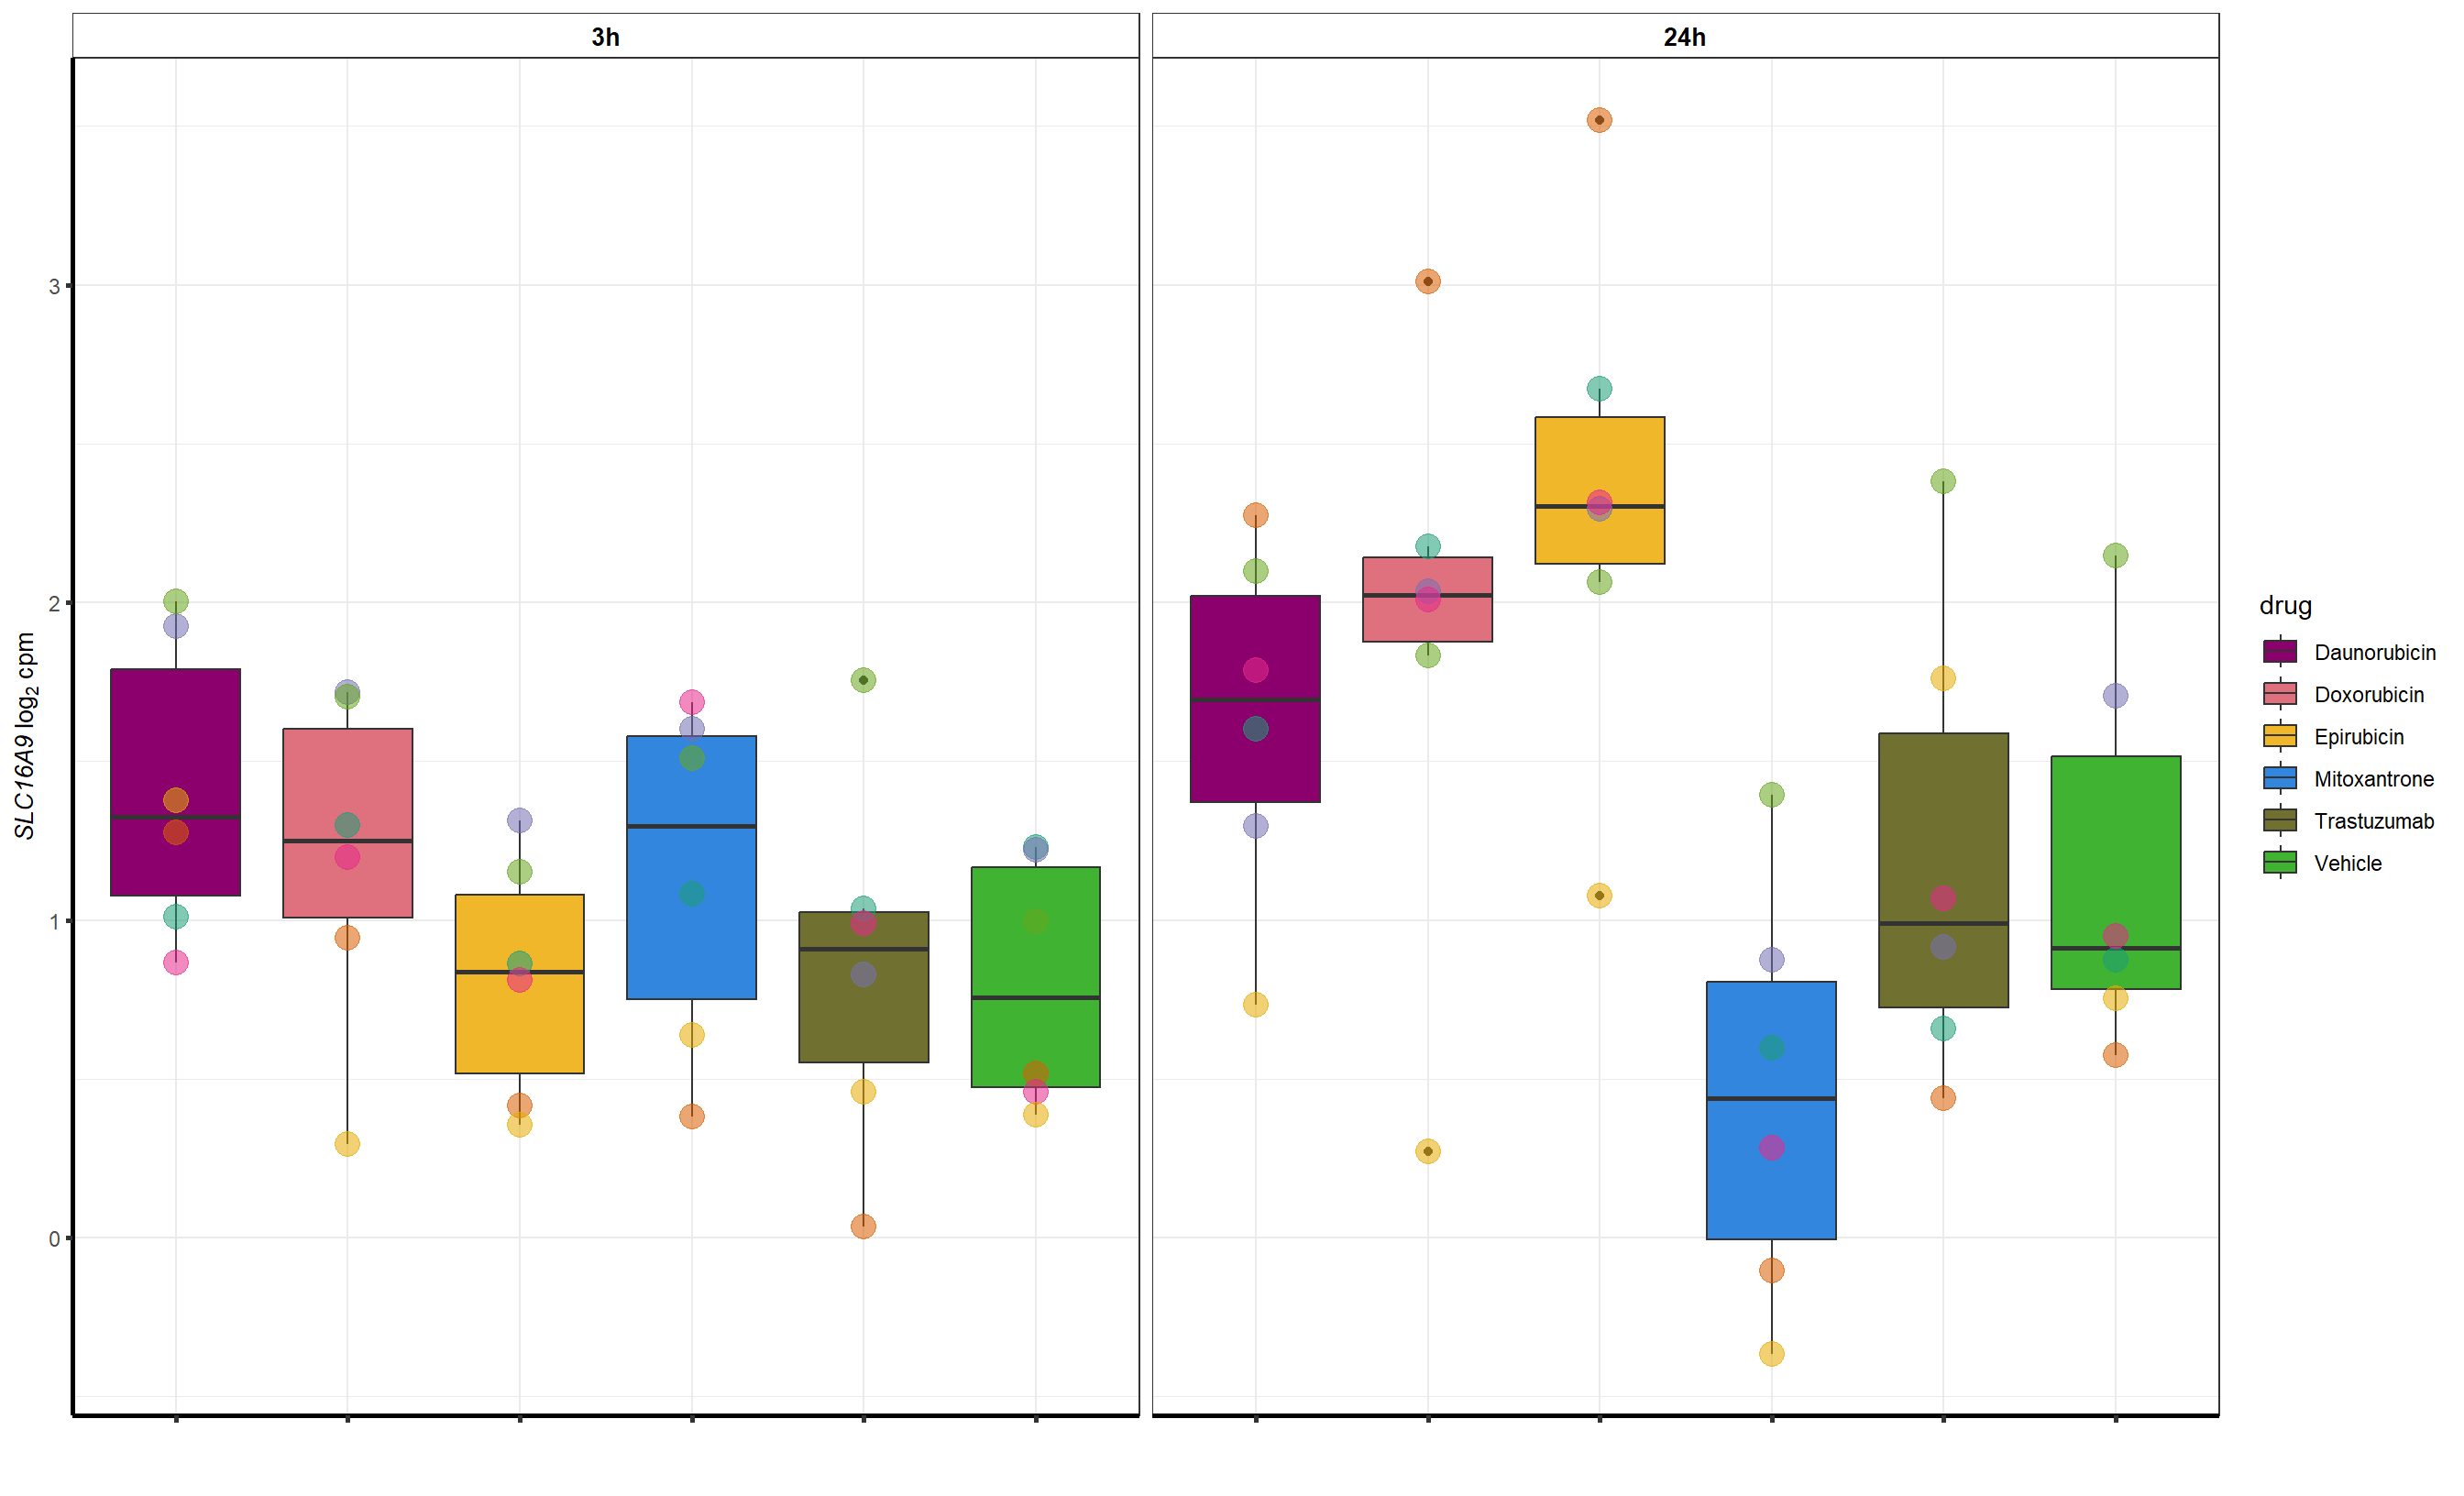 3h
24h
SLC16A9 log₂ cpm
3
2
1
0
drug
Daunorubicin
Doxorubicin
Epirubicin
Mitoxantrone
Trastuzumab
Vehicle